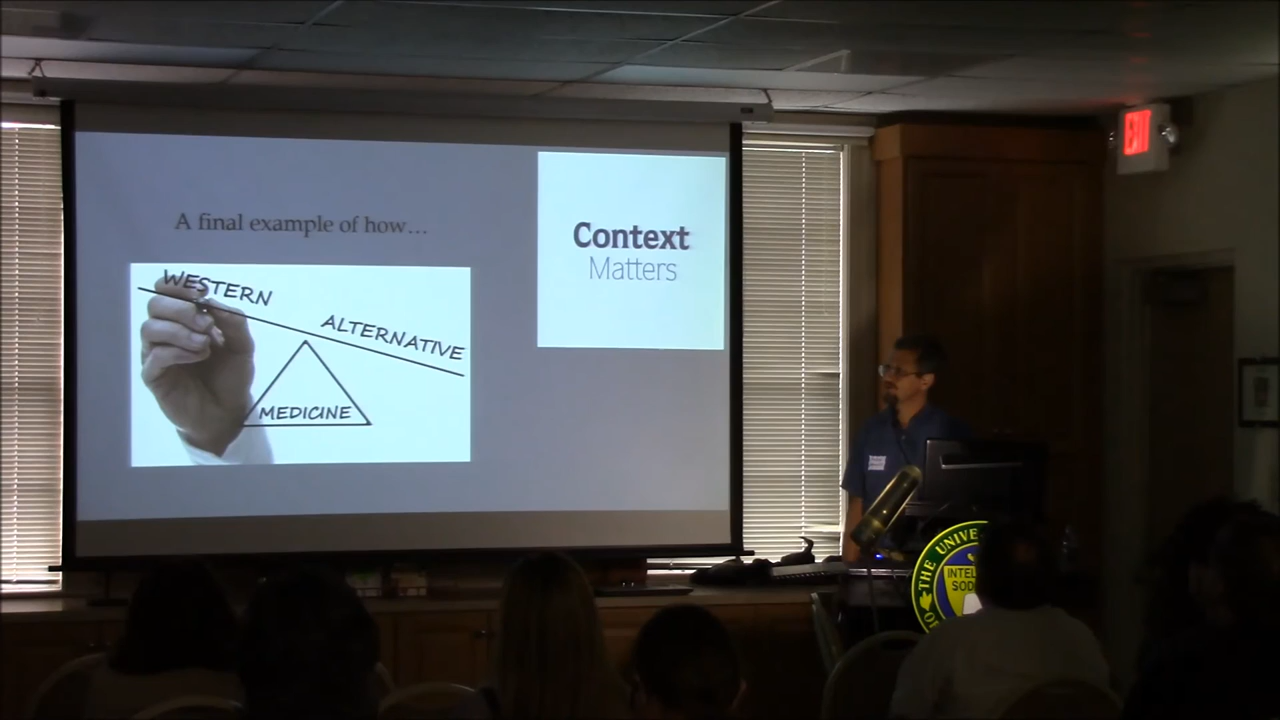 A final example of how…
Context
Matters
WESTERN
ALTERNATIVE
MEDICINE
EXIT
THE UNIVE
INTEL
SOD